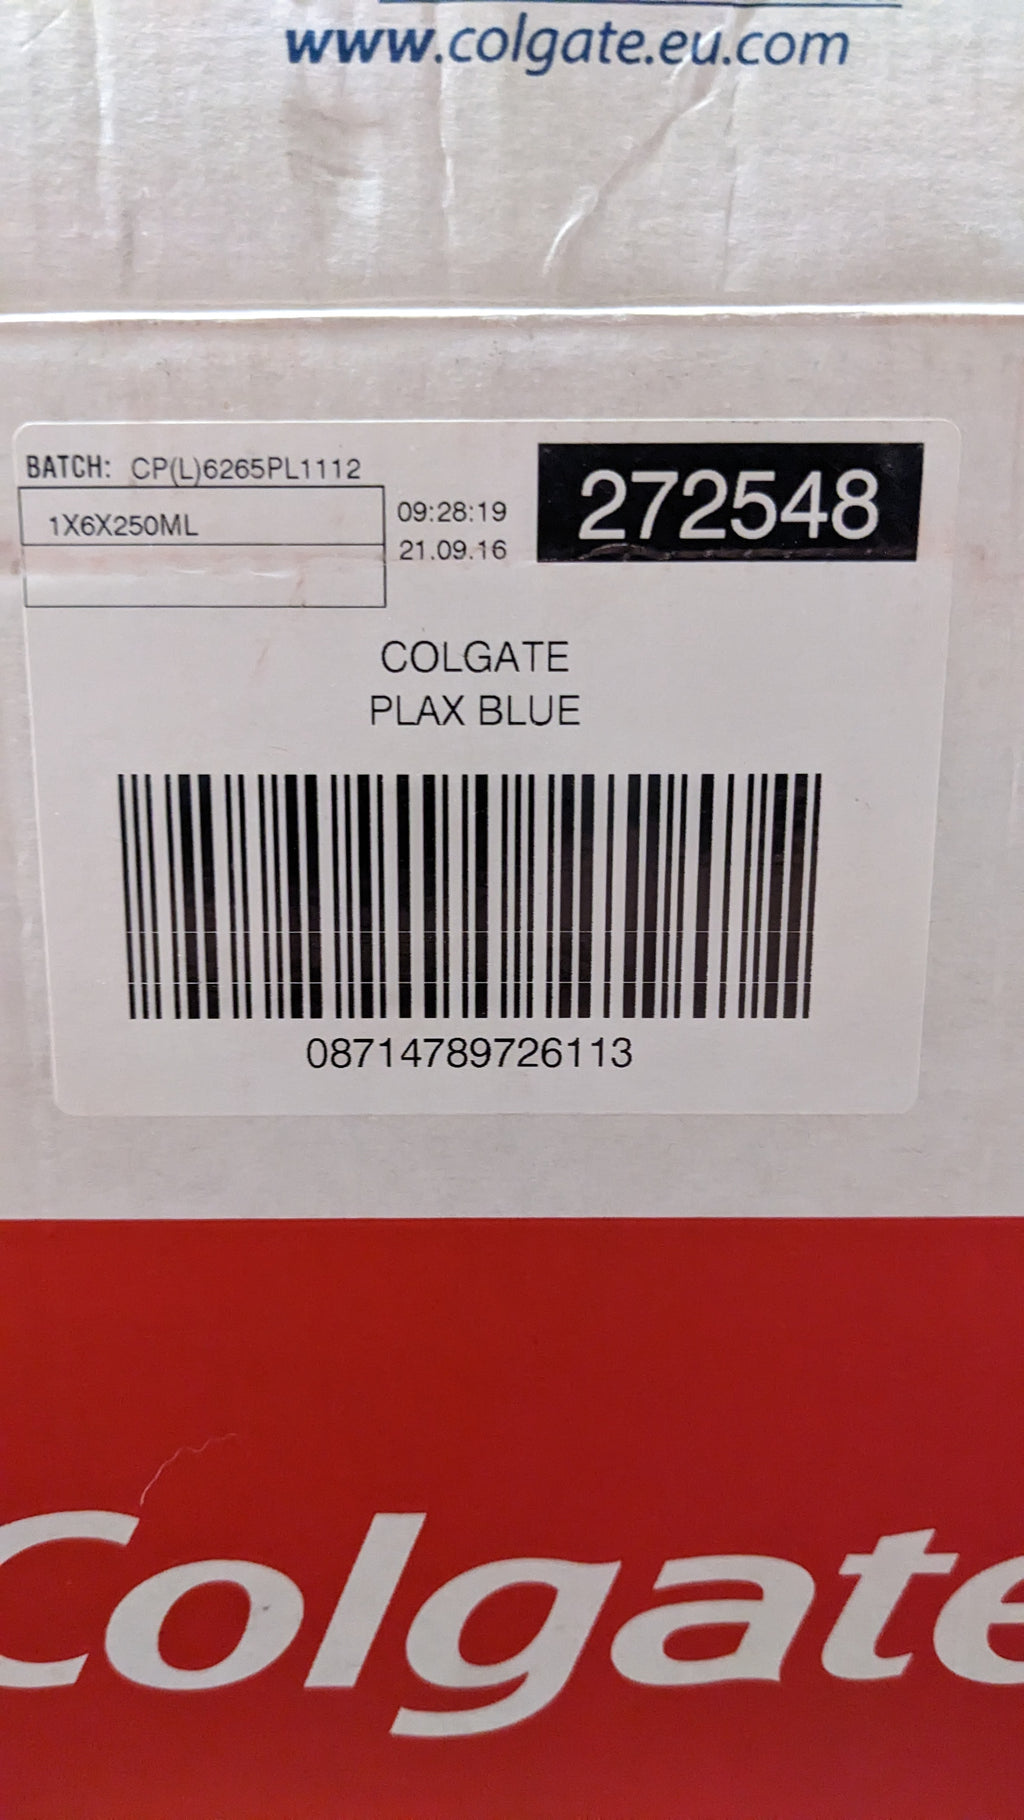 www.colgate.eu.com
BATCH: CP(L)6265PL1112
1X6X250ML
09:28:19
21.09.16
272548
COLGATE
PLAX BLUE
08714789726113
Colgate